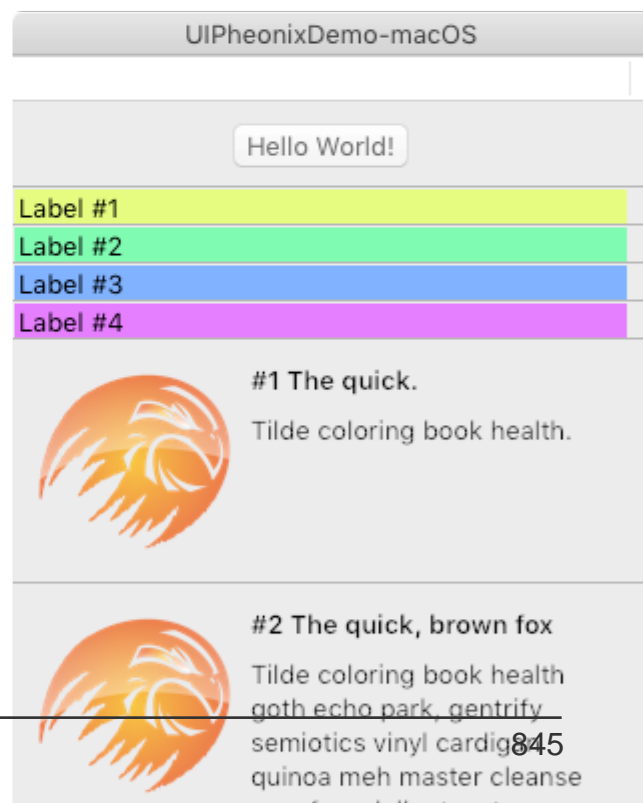 UIPheonixDemo-macOS
Hello World!
Label #1
Label #2
Label #3
Label #4
#1 The quick.
Tilde coloring book health.
#2 The quick, brown fox
Tilde coloring book health
goth echo park, gentrify
semiotics vinyl cardigan
845
quinoa meh master cleanse